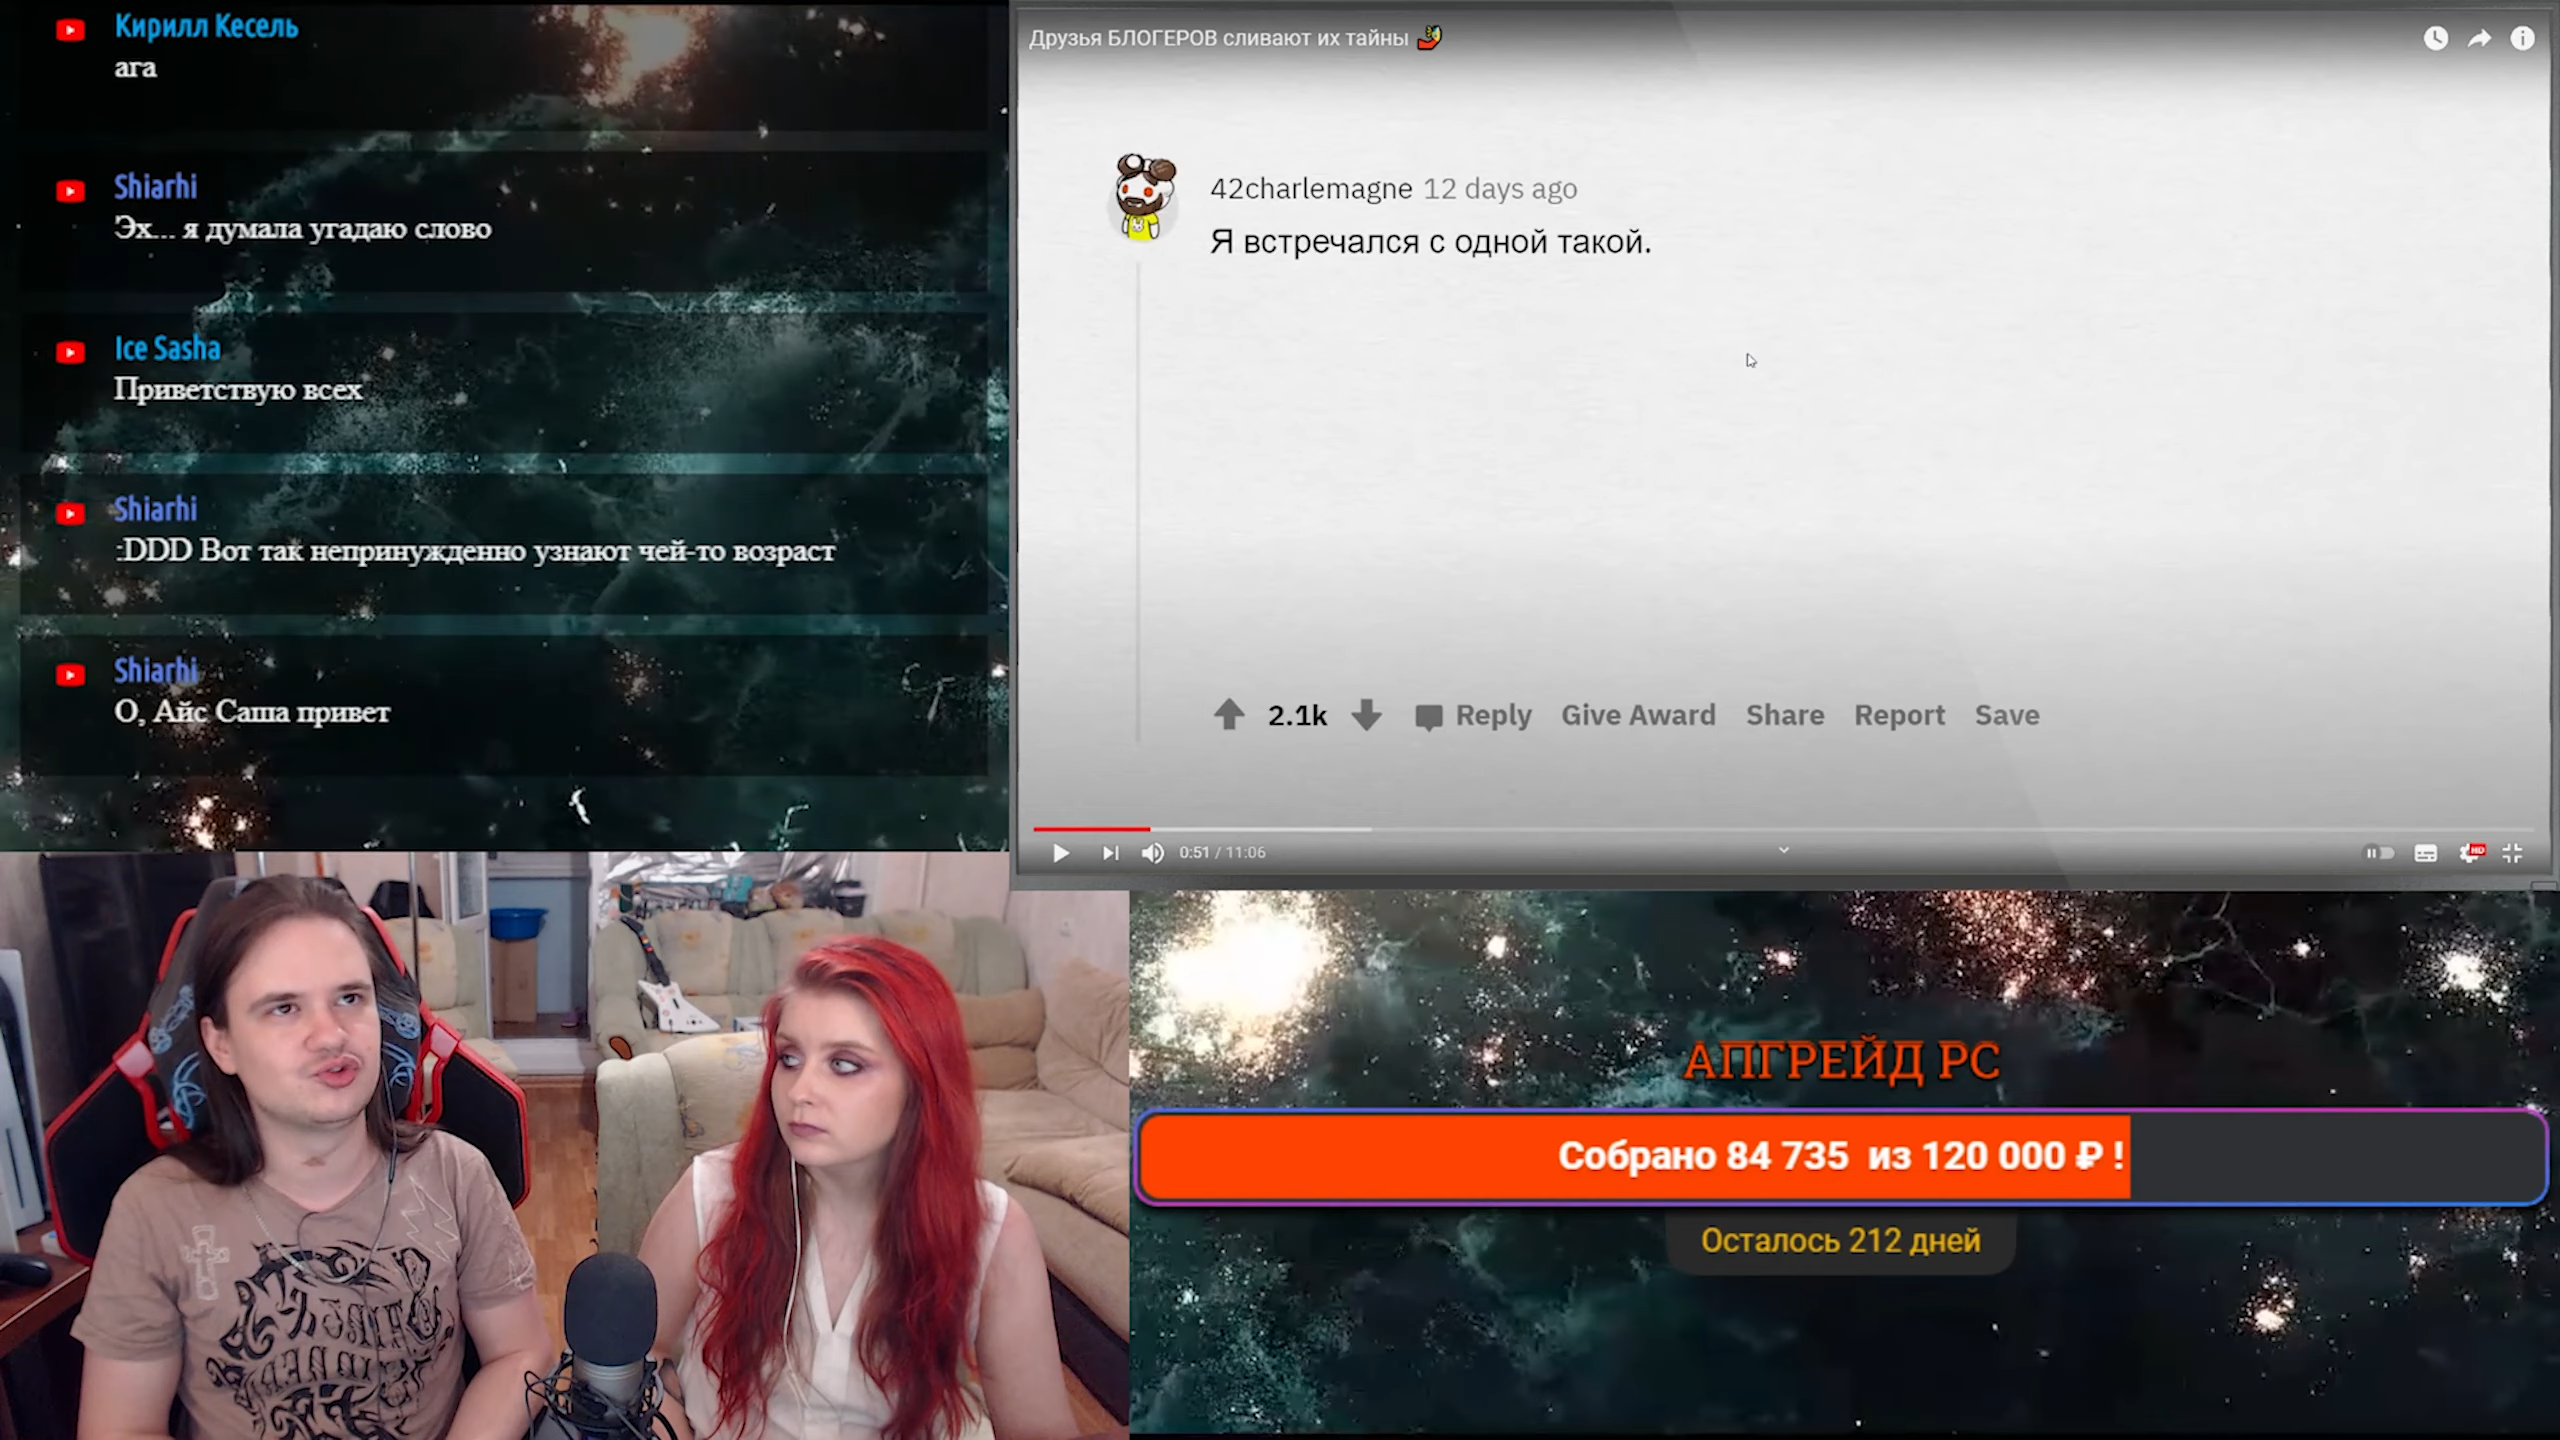 Кирилл Кесель
ага
Shiarhi
Эх... я думала угадаю слово
Ice Sasha
Приветствую всех
Shiarhi
:DDD Вот так непринужденно узнают чей-то возраст
Shiarhi
О, Айс Саша привет
Друзья БЛОГЕРОВ сливают их тайны
42charlemagne 12 days ago
Я встречался с одной такой.
2.1k Reply Give Award Share Report Save
0:51 / 11:06
HD
АПГРЕЙД PC
Собрано 84 735 из 120 000 ₽ !
Осталось 212 дней